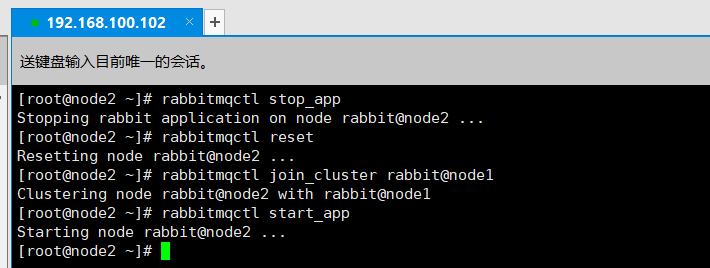 192.168.100.102 × +
送键盘输入目前唯一的会话。
[root@node2 ~]# rabbitmqctl stop_app
Stopping rabbit application on node rabbit@node2 ...
[root@node2 ~]# rabbitmqctl reset
Resetting node rabbit@node2 ...
[root@node2 ~]# rabbitmqctl join_cluster rabbit@node1
Clustering node rabbit@node2 with rabbit@node1
[root@node2 ~]# rabbitmqctl start_app
Starting node rabbit@node2 ...
[root@node2 ~]#